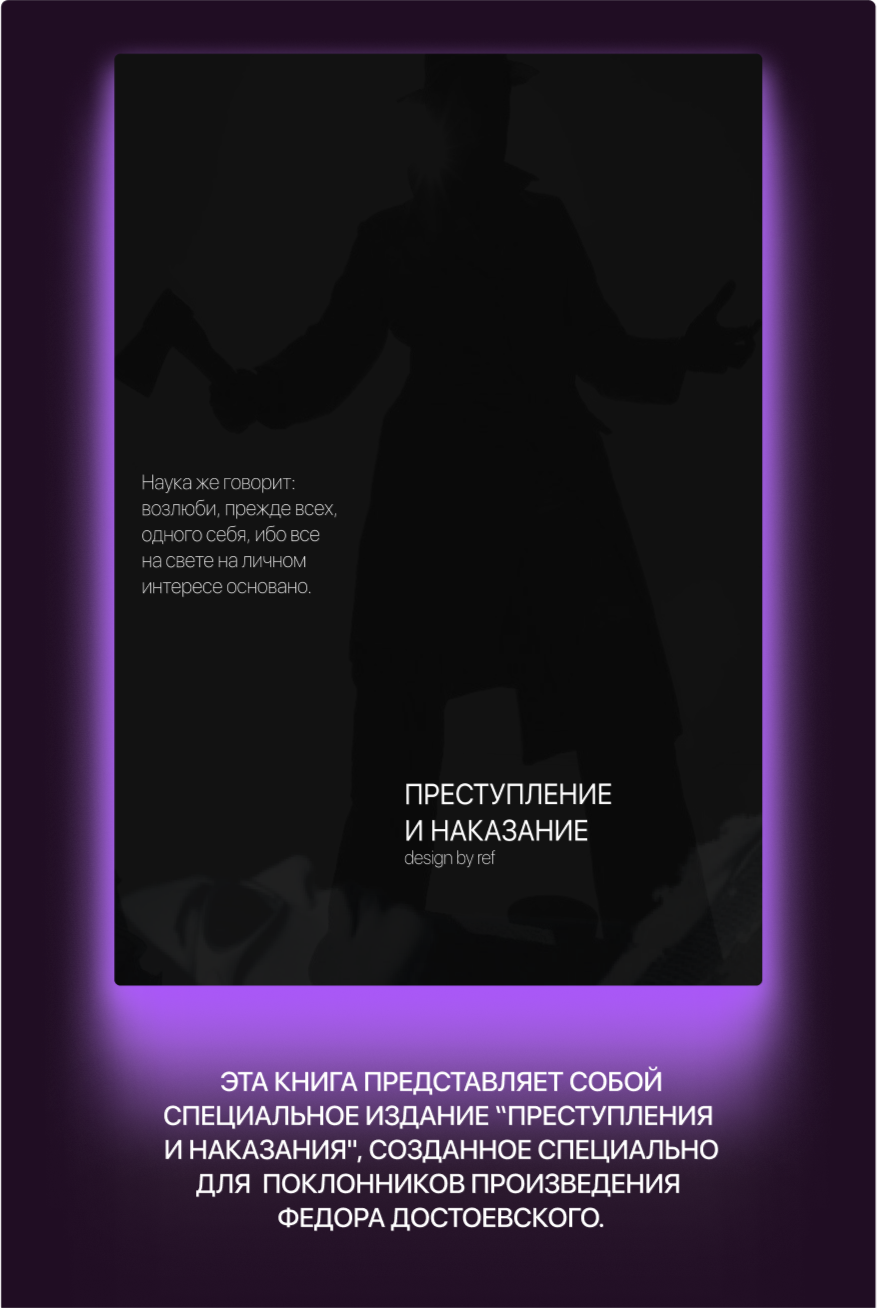 Наука же говорит:
возлюби, прежде всех,
одного себя, ибо все
на свете на личном
интересе основано.
ПРЕСТУПЛЕНИЕ
И НАКАЗАНИЕ
design by ref
ЭТА КНИГА ПРЕДСТАВЛЯЕТ СОБОЙ
СПЕЦИАЛЬНОЕ ИЗДАНИЕ “ПРЕСТУПЛЕНИЯ
И НАКАЗАНИЯ", СОЗДАННОЕ СПЕЦИАЛЬНО
ДЛЯ  ПОКЛОННИКОВ ПРОИЗВЕДЕНИЯ
ФЕДОРА ДОСТОЕВСКОГО.